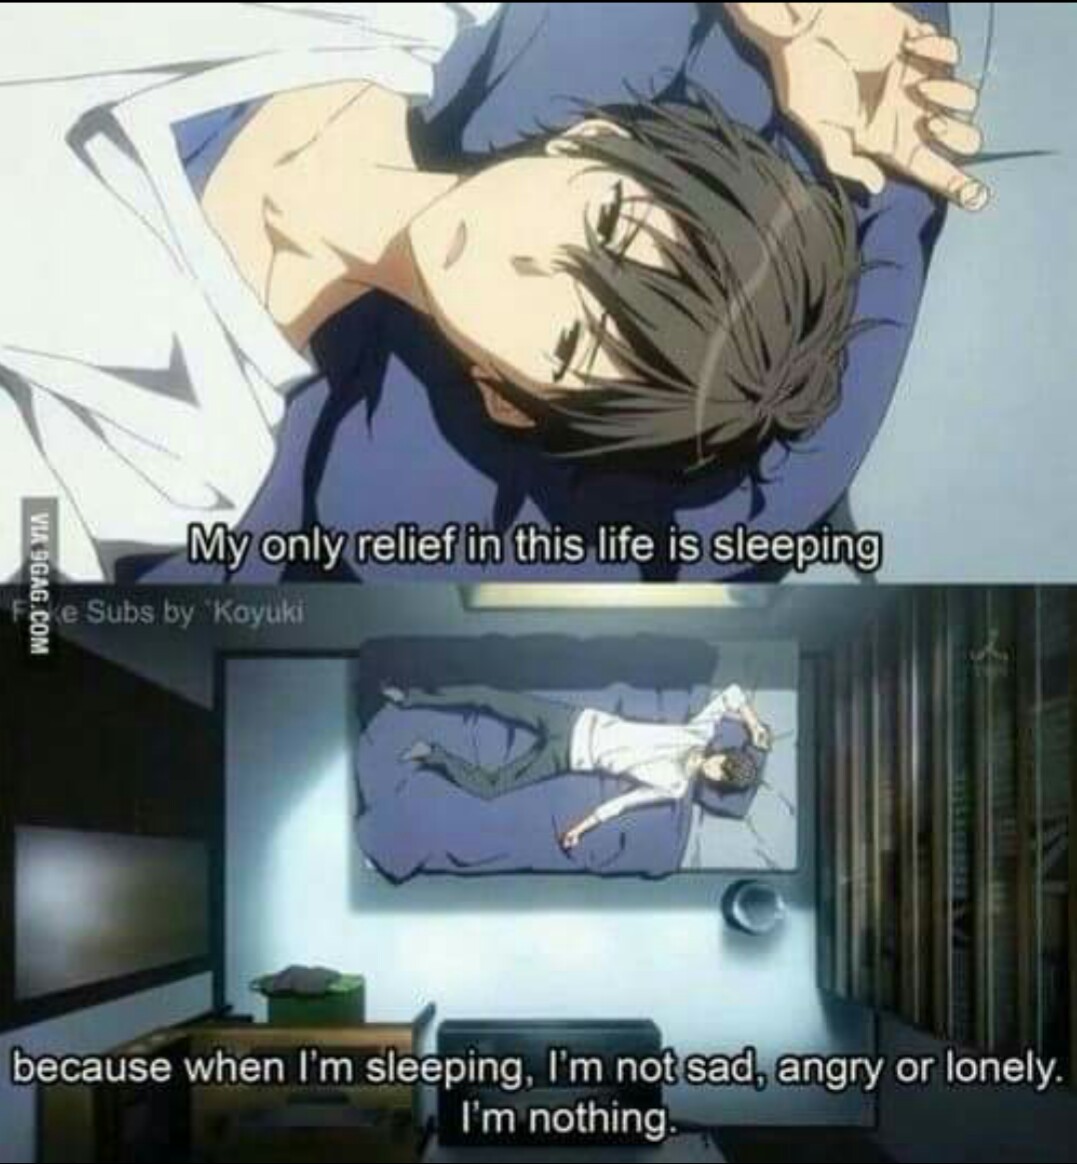 My only relief in this life is sleeping
VIA 9GAG.COM
Subs by `Koyuki
because when I'm sleeping, I'm not sad, angry or lonely.
I'm nothing.